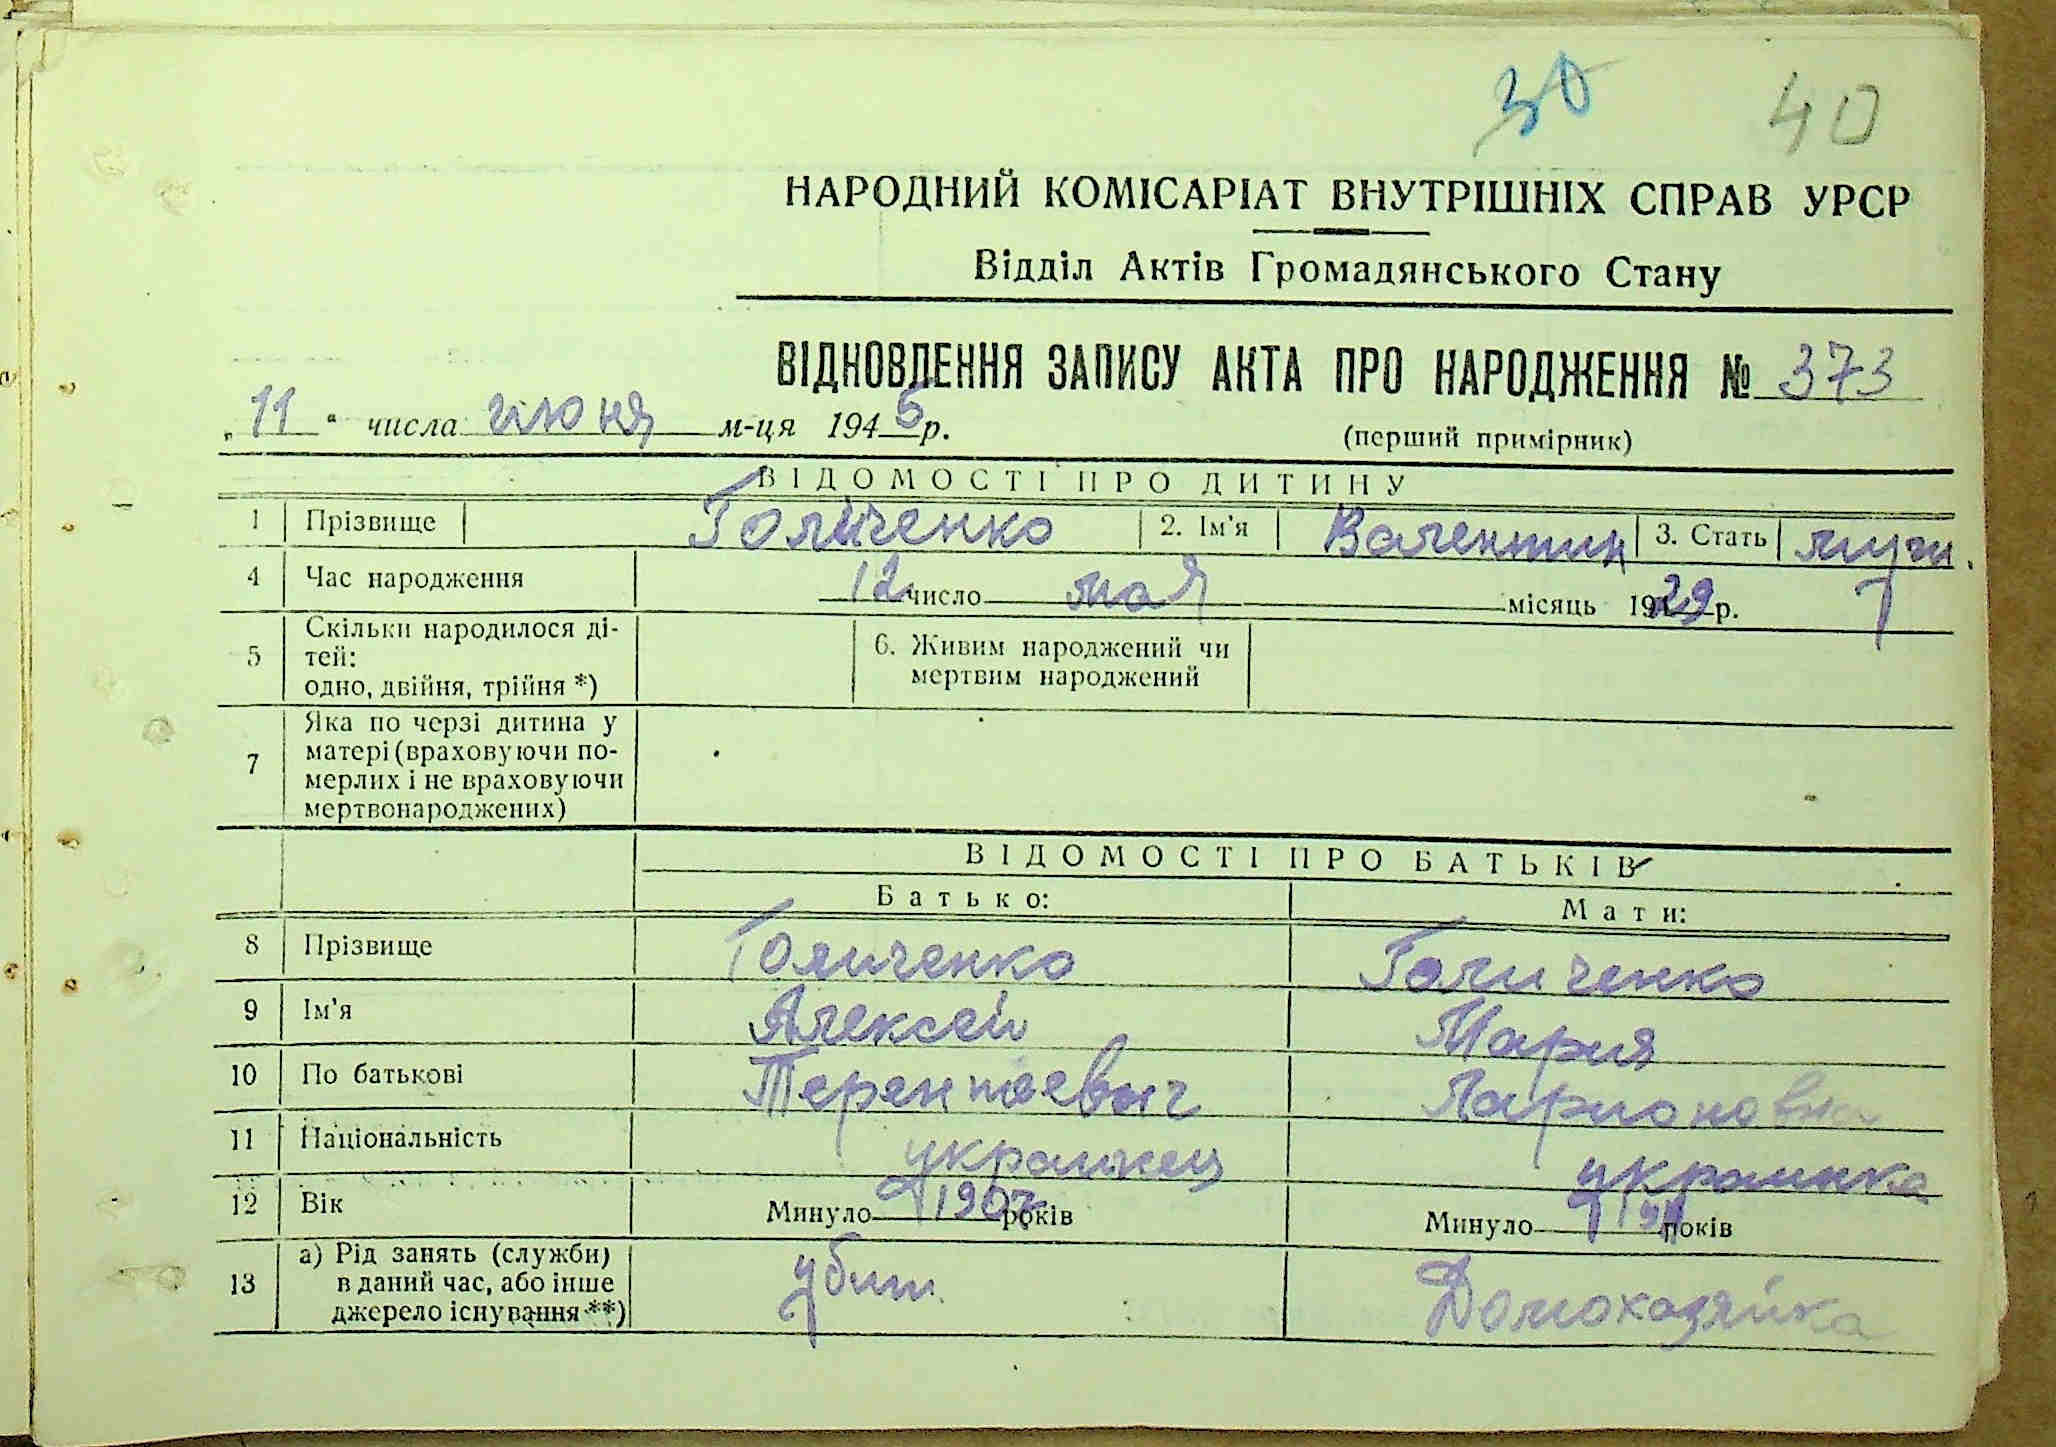 30 40
НАРОДНИЙ КОМІСАРІАТ ВНУТРІШНІХ СПРАВ УРСР
Відділ Актів Громадянського Стану
ВІДНОВЛЕННЯ ЗАПИСУ АКТА ПРО НАРОДЖЕННЯ № 373
„11“ числа июня м-ця 1945 р.
(перший примірник)
ВІДОМОСТІ ПРО ДИТИНУ
1 Прізвище Голиченко 2. Ім'я Валентин 3. Стать муж.
4 Час народження 12 число мая місяць 1929 р.
5 Скільки народилося ді-
тей:
одно, двійня, трійня *)
6. Живим народжений чи
мертвим народжений
7 Яка по черзі дитина у
матері (враховуючи по-
мерлих і не враховуючи
мертвонароджених)
ВІДОМОСТІ ПРО БАТЬКІВ
Батько: Мати:
8 Прізвище Голиченко Голиченко
9 Ім'я Алексей Мария
10 По батькові Терентьевич Ларионовна
11 Національність украинец украинка
12 Вік Минуло 1907 років Минуло років
13 а) Рід занять (служби)
в даний час, або інше
джерело існування **)
убит Домохазяйка